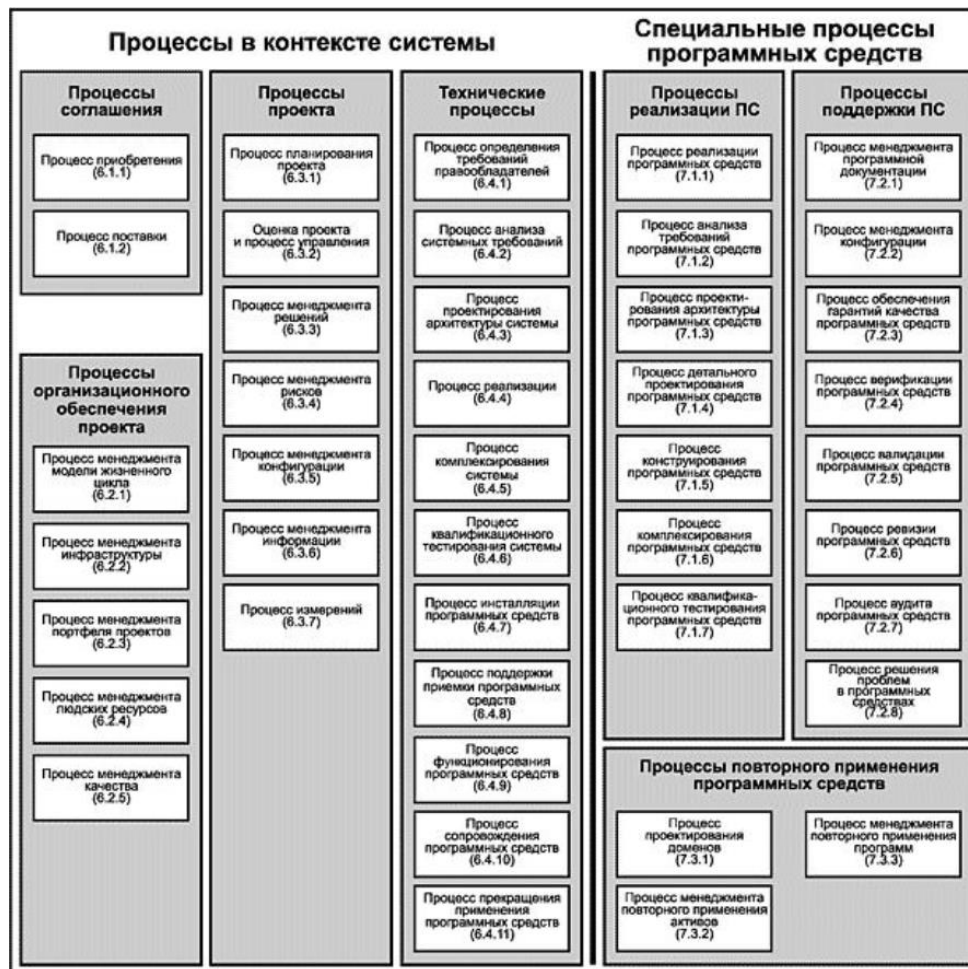 Процессы в контексте системы
Специальные процессы
программных средств
Процессы
соглашения
Процесс приобретения
(6.1.1)
Процесс поставки
(6.1.2)
Процессы
организационного
обеспечения
проекта
Процесс менеджмента
модели жизненного
цикла
(6.2.1)
Процесс менеджмента
инфраструктуры
(6.2.2)
Процесс менеджмента
портфеля проектов
(6.2.3)
Процесс менеджмента
людских ресурсов
(6.2.4)
Процесс менеджмента
качества
(6.2.5)
Процессы
проекта
Процесс планирования
проекта
(6.3.1)
Оценка проекта
и процесс управления
(6.3.2)
Процесс менеджмента
решений
(6.3.3)
Процесс менеджмента
рисков
(6.3.4)
Процесс менеджмента
конфигурации
(6.3.5)
Процесс менеджмента
информации
(6.3.6)
Процесс измерений
(6.3.7)
Технические
процессы
Процесс определения
требований
правообладателей
(6.4.1)
Процесс анализа
системных требований
(6.4.2)
Процесс
проектирования
архитектуры системы
(6.4.3)
Процесс реализации
(6.4.4)
Процесс
комплексирования
системы
(6.4.5)
Процесс
квалификационного
тестирования системы
(6.4.6)
Процесс инсталляции
программных средств
(6.4.7)
Процесс поддержки
приемки программных
средств
(6.4.8)
Процесс
функционирования
программных средств
(6.4.9)
Процесс
сопровождения
программных средств
(6.4.10)
Процесс прекращения
применения
программных средств
(6.4.11)
Процессы
реализации ПС
Процесс реализации
программных средств
(7.1.1)
Процесс анализа
требований
программных средств
(7.1.2)
Процесс проекти-
рования архитектуры
программных средств
(7.1.3)
Процесс детального
проектирования
программных средств
(7.1.4)
Процесс
конструирования
программных средств
(7.1.5)
Процесс
комплексирования
программных средств
(7.1.6)
Процесс квалифика-
ционного тестирования
программных средств
(7.1.7)
Процессы
поддержки ПС
Процесс менеджмента
программной
документации
(7.2.1)
Процесс менеджмента
конфигурации
(7.2.2)
Процесс обеспечения
гарантий качества
программных средств
(7.2.3)
Процесс верификации
программных средств
(7.2.4)
Процесс валидации
программных средств
(7.2.5)
Процесс ревизии
программных средств
(7.2.6)
Процесс аудита
программных средств
(7.2.7)
Процесс решения
проблем
в программных
средствах
(7.2.8)
Процессы повторного применения
программных средств
Процесс
проектирования
доменов
(7.3.1)
Процесс менеджмента
повторного применения
программ
(7.3.3)
Процесс менеджмента
повторного применения
активов
(7.3.2)